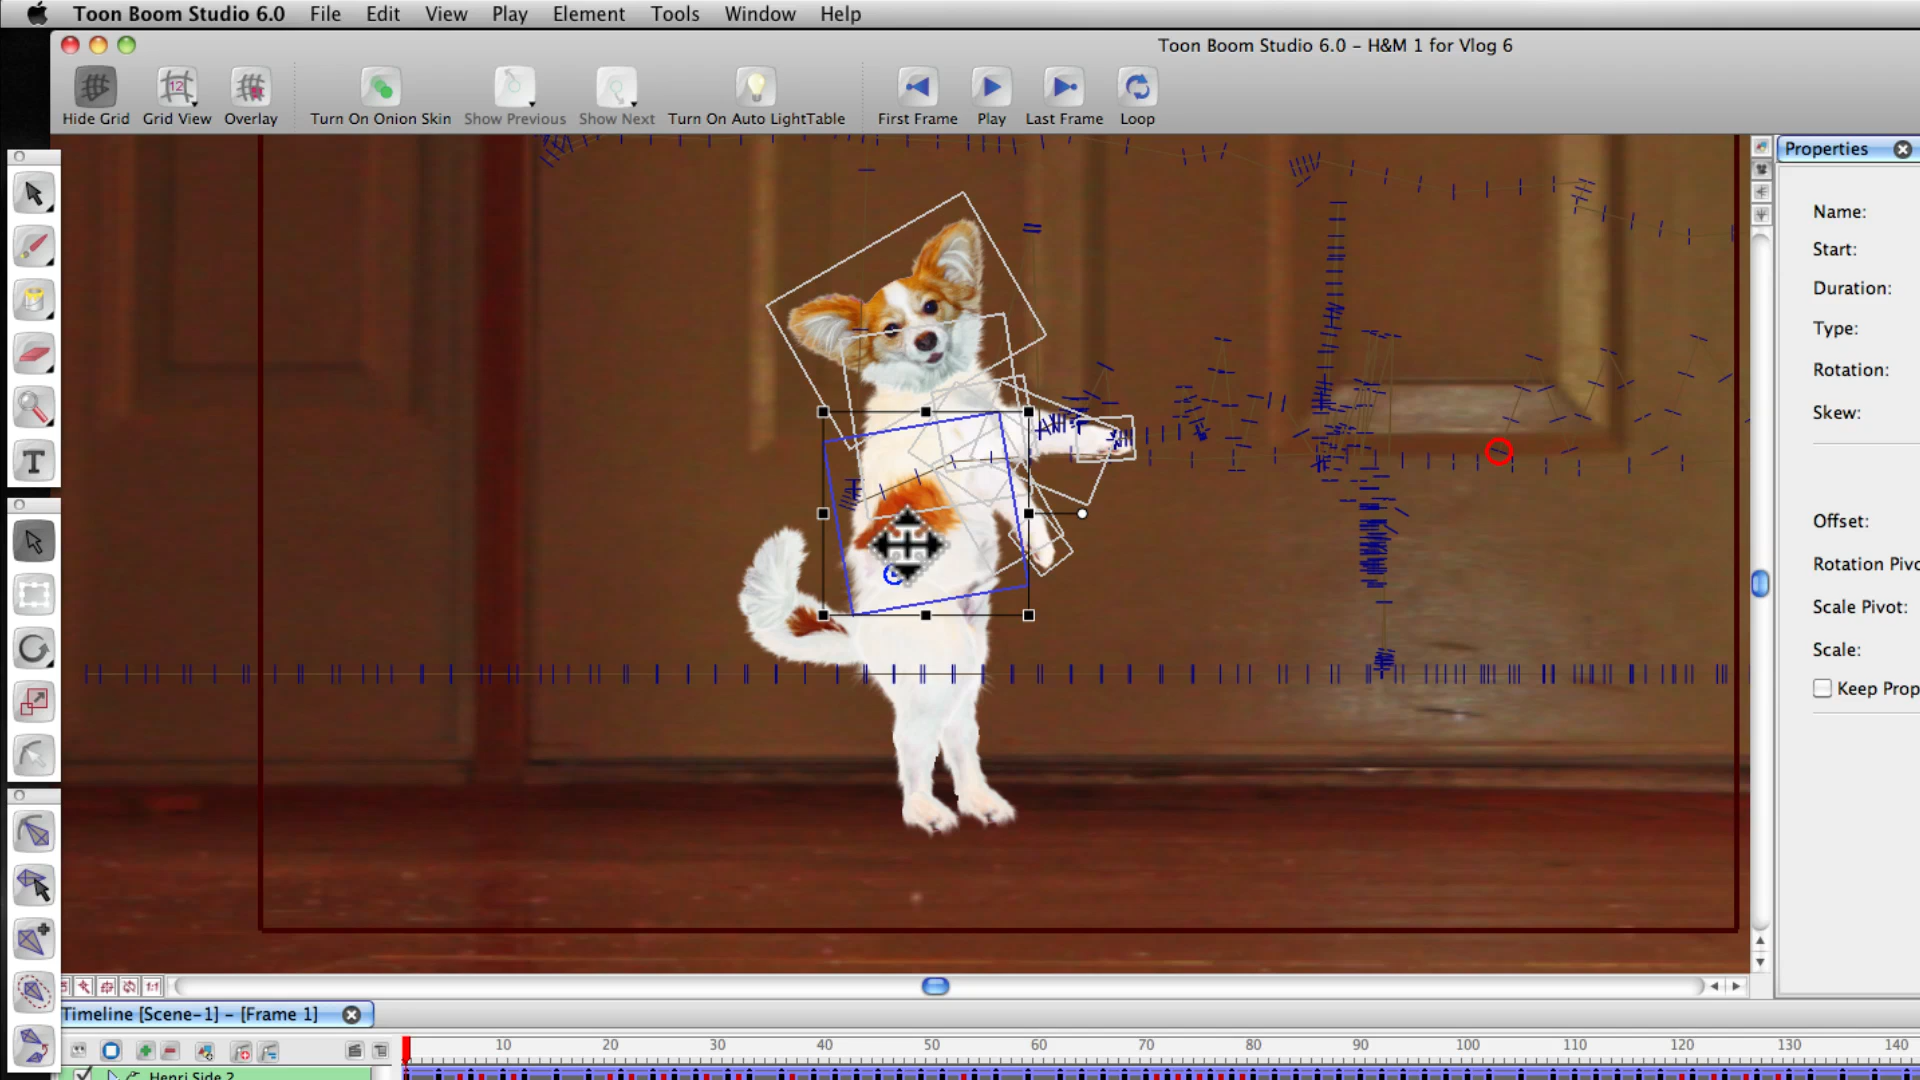 Toon Boom Studio 6.0 File Edit View Play Element Tools Window Help
Toon Boom Studio 6.0 - H&M 1 for Vlog 6
12
Hide Grid Grid View Overlay Turn On Onion Skin Show Previous Show Next Turn On Auto LightTable First Frame Play Last Frame Loop
Properties
Name:
Start:
Duration:
Type:
Rotation:
Skew:
T
Offset:
Rotation Pivo
Scale Pivot:
Scale:
Keep Prop
1:1
Timeline [Scene-1] - [Frame 1]
10 20 30 40 50 60 70 80 90 100 110 120 130 140
Henri Side 2